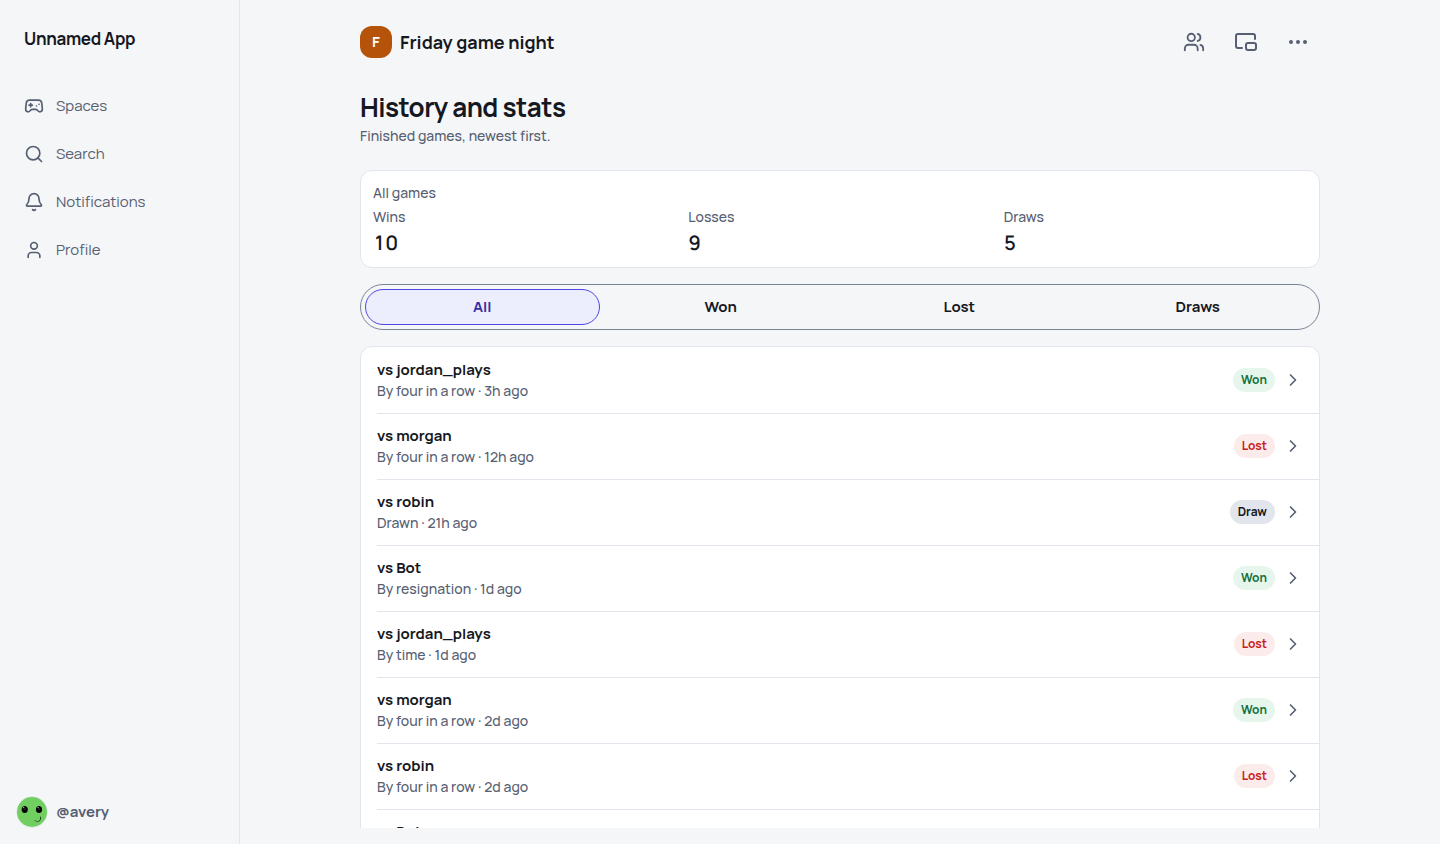 Unnamed App
Spaces
Search
Notifications
Profile
@avery
F
Friday game night
History and stats
Finished games, newest first.
All games
Wins
10
Losses
9
Draws
5
All
Won
Lost
Draws
vs jordan_plays
By four in a row · 3h ago
Won
vs morgan
By four in a row · 12h ago
Lost
vs robin
Drawn · 21h ago
Draw
vs Bot
By resignation · 1d ago
Won
vs jordan_plays
By time · 1d ago
Lost
vs morgan
By four in a row · 2d ago
Won
vs robin
By four in a row · 2d ago
Lost